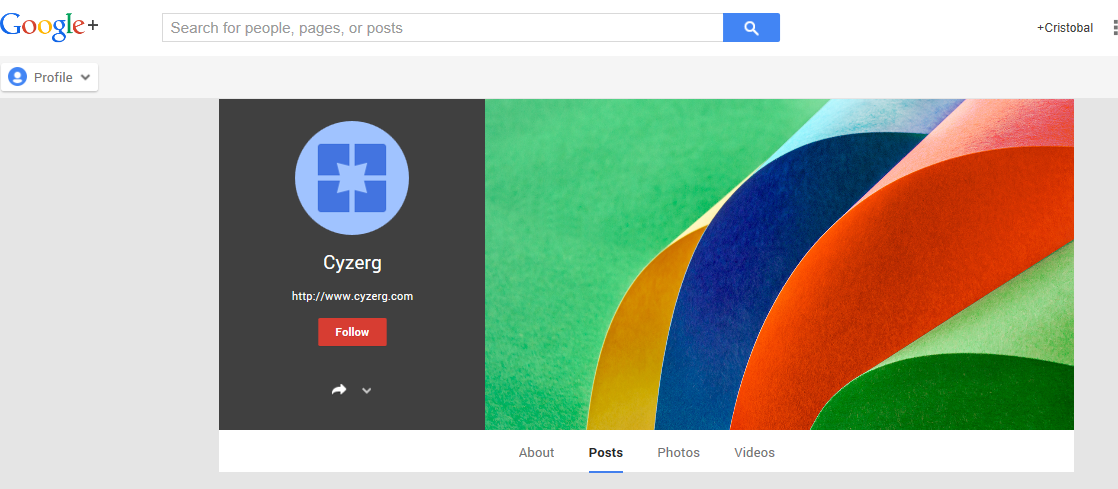 Google+
Search for people, pages, or posts
+Cristobal
Profile
Cyzerg
http://www.cyzerg.com
Follow
About Posts Photos Videos